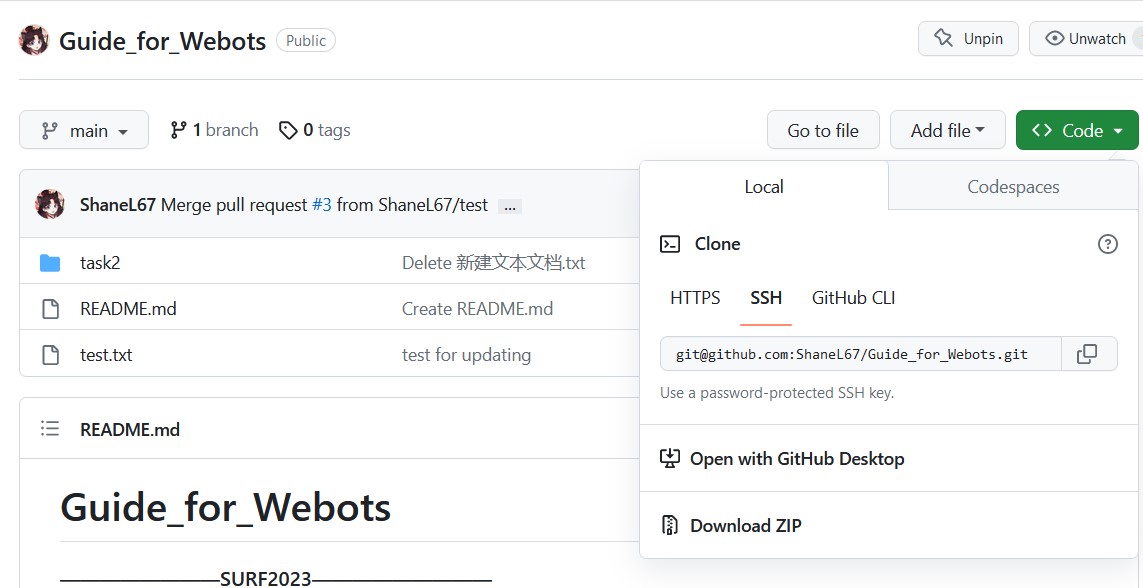 Guide_for_Webots Public Unpin Unwatch
main 1 branch 0 tags Go to file Add file Code
Local Codespaces
ShaneL67 Merge pull request #3 from ShaneL67/test ...
Clone
task2 Delete 新建文本文档.txt
HTTPS SSH GitHub CLI
README.md Create README.md
git@github.com:ShaneL67/Guide_for_Webots.git
test.txt test for updating
Use a password-protected SSH key.
README.md
Open with GitHub Desktop
Guide_for_Webots
Download ZIP
————————SURF2023—————————